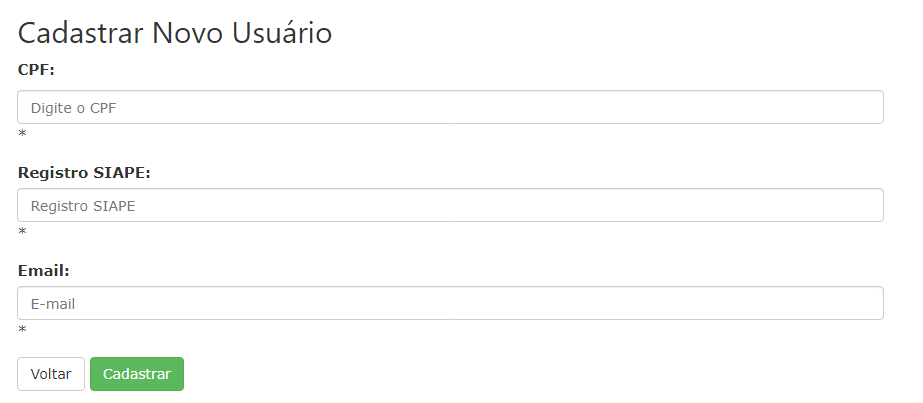 Cadastrar Novo Usuário
CPF:
Digite o CPF
*
Registro SIAPE:
Registro SIAPE
*
Email:
E-mail
*
Voltar Cadastrar